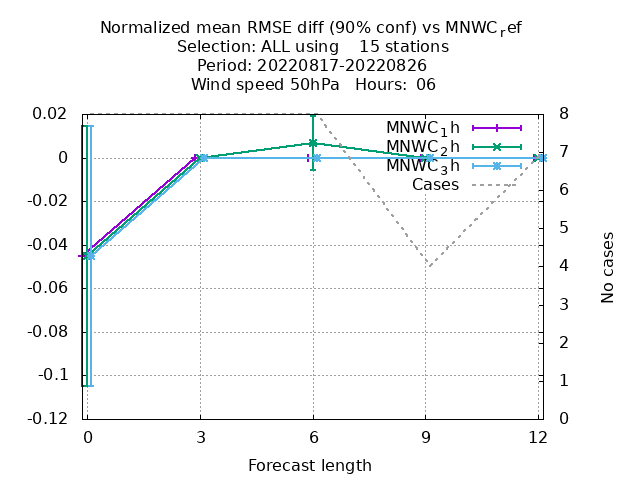 Normalized mean RMSE diff (90% conf) vs MNWC_ref
Selection: ALL using    15 stations
Period: 20220817-20220826
Wind speed 50hPa   Hours: 06
0.02
0
-0.02
-0.04
-0.06
-0.08
-0.1
-0.12
8
7
6
5
4
3
2
1
0
MNWC_1h
MNWC_2h
MNWC_3h
Cases
No cases
0 3 6 9 12
Forecast length